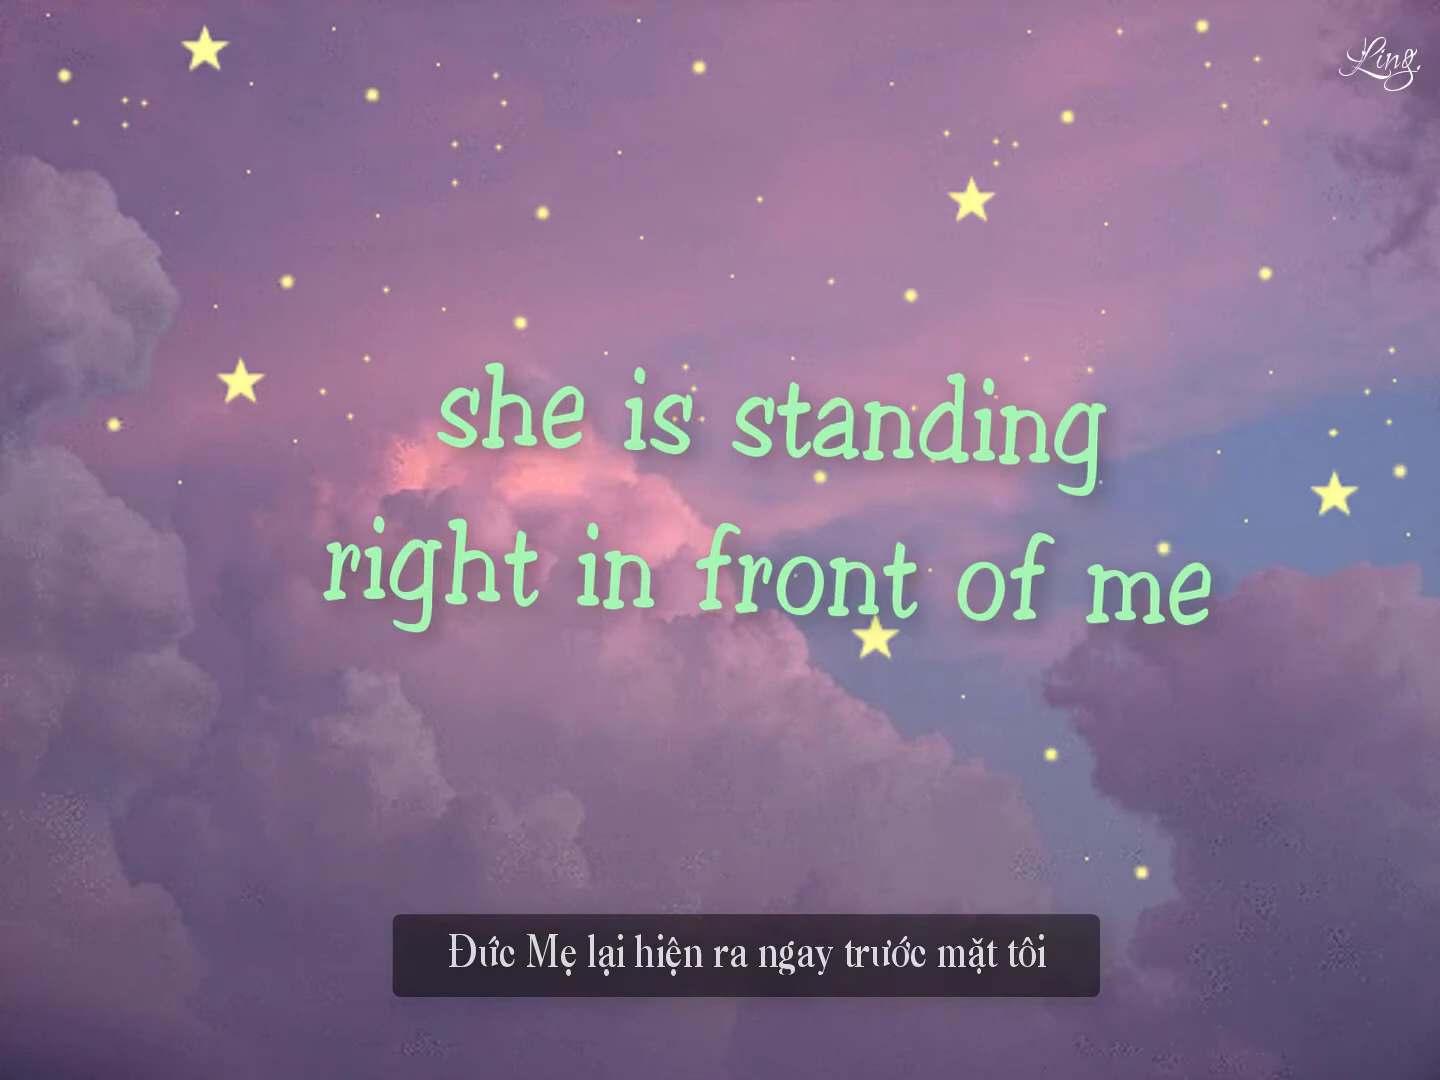 Ling.
she is standing
right in front of me
Đức Mẹ lại hiện ra ngay trước mặt tôi